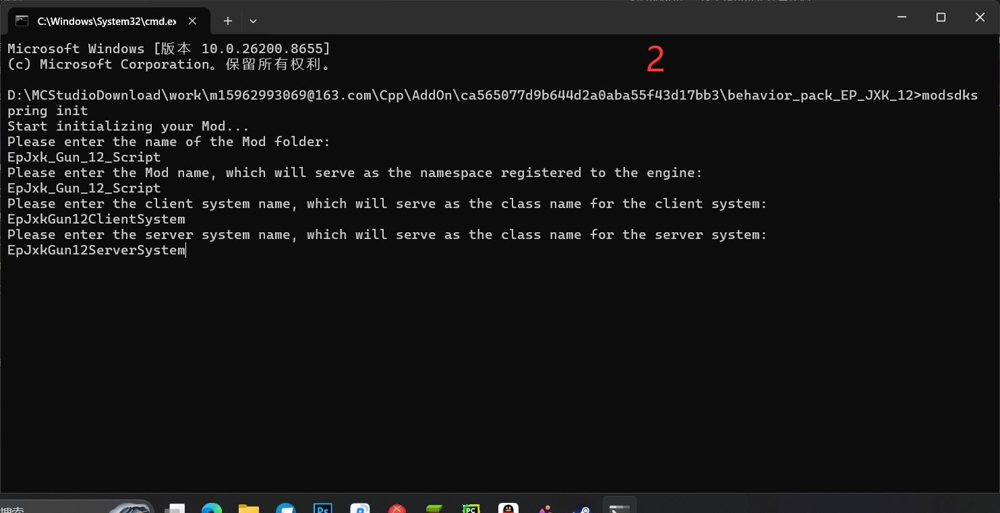 C:\Windows\System32\cmd.ex
2
Microsoft Windows [版本 10.0.26200.8655]
(c) Microsoft Corporation。保留所有权利。
D:\MCStudioDownload\work\m15962993069@163.com\Cpp\AddOn\ca565077d9b644d2a0aba55f43d17bb3\behavior_pack_EP_JXK_12>modsdks
pring init
Start initializing your Mod...
Please enter the name of the Mod folder:
EpJxk_Gun_12_Script
Please enter the Mod name, which will serve as the namespace registered to the engine:
EpJxk_Gun_12_Script
Please enter the client system name, which will serve as the class name for the client system:
EpJxkGun12ClientSystem
Please enter the server system name, which will serve as the class name for the server system:
EpJxkGun12ServerSystem
搜索
Ps
PC